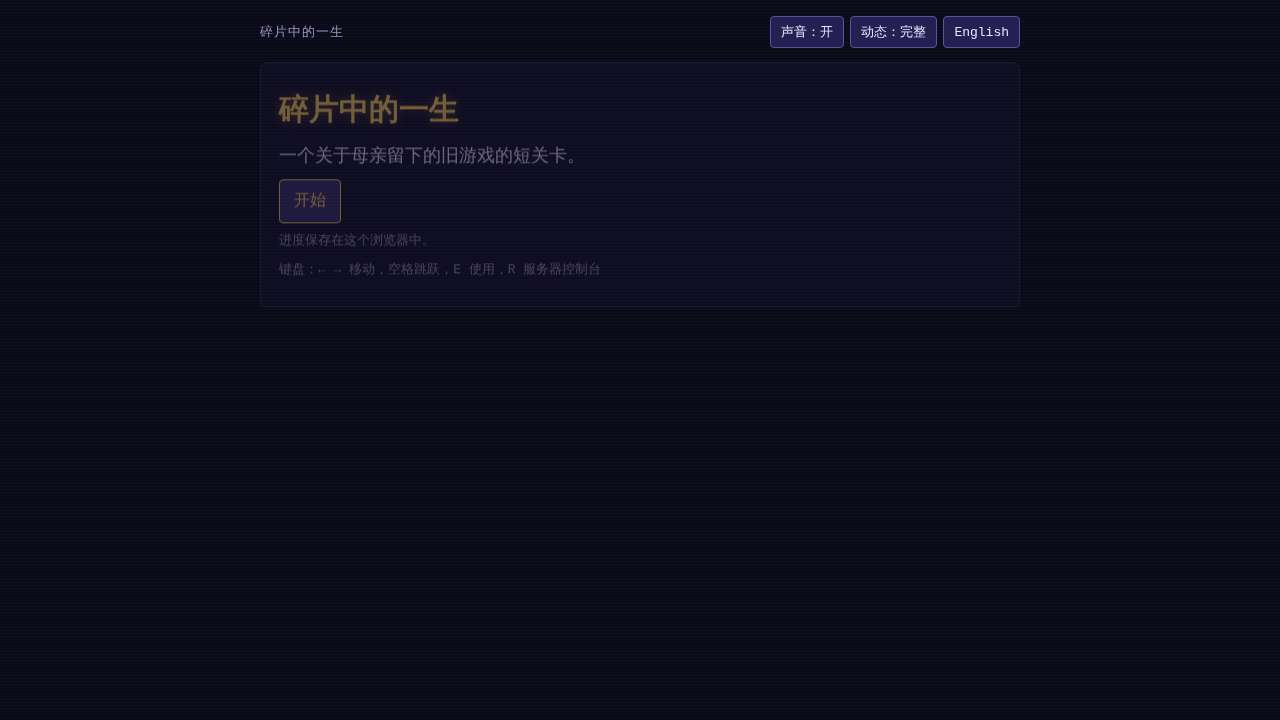 碎片中的一生
声音：开
动态：完整
English
碎片中的一生
一个关于母亲留下的旧游戏的短关卡。
开始
进度保存在这个浏览器中。
键盘：← → 移动，空格跳跃，E 使用，R 服务器控制台